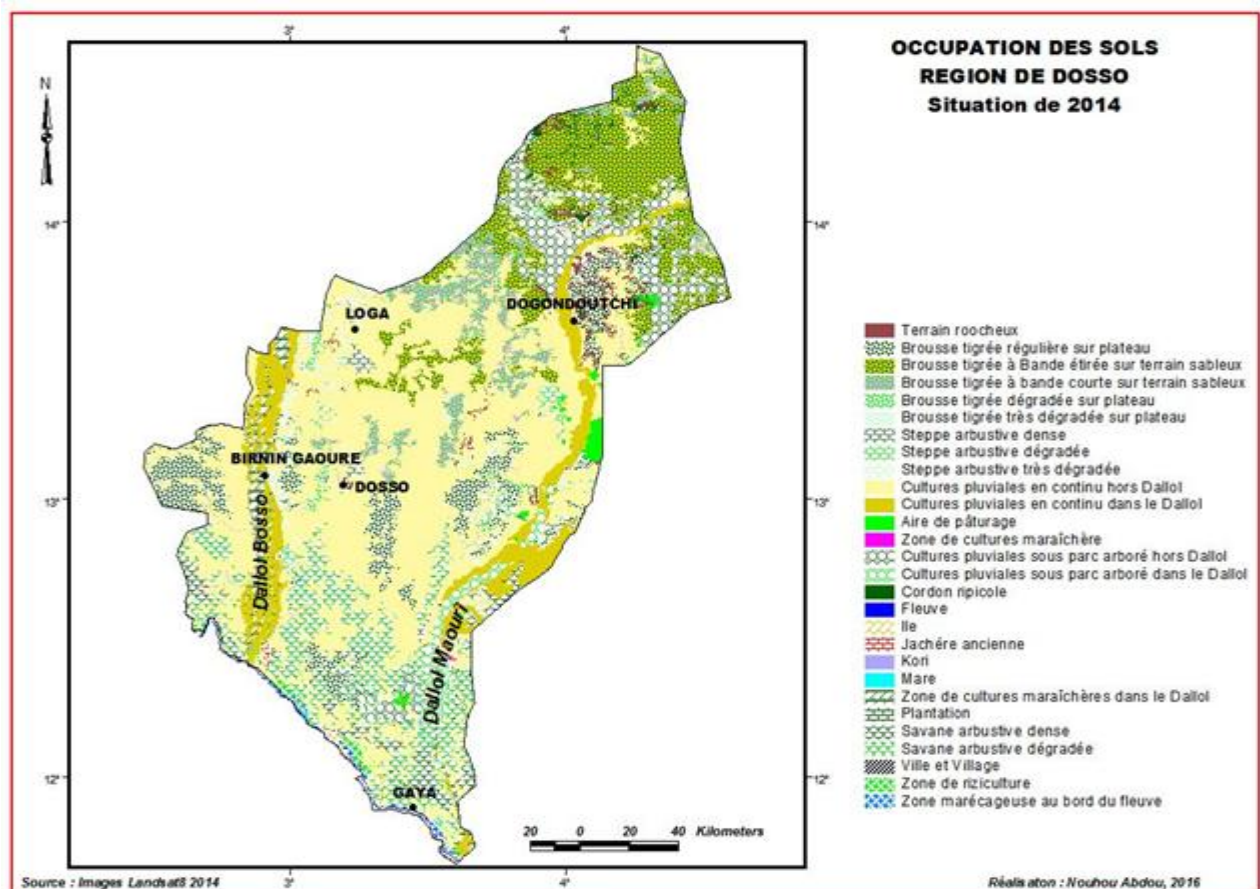 OCCUPATION DES SOLS
REGION DE DOSSO
Situation de 2014
3°
4°
N
14°
14°
DOGONDOUTCHI
LOGA
BIRNIN GAOURE
DOSSO
13°
13°
Dallol Bosso
Dallol Maouri
12°
12°
GAYA
20 0 20 40 Kilometers
3°
4°
Terrain roocheux
Brousse tigrée régulière sur plateau
Brousse tigrée à Bande étirée sur terrain sableux
Brousse tigrée à bande courte sur terrain sableux
Brousse tigrée dégradée sur plateau
Brousse tigrée très dégradée sur plateau
Steppe arbustive dense
Steppe arbustive dégradée
Steppe arbustive très dégradée
Cultures pluviales en continu hors Dallol
Cultures pluviales en continu dans le Dallol
Aire de pâturage
Zone de cultures maraîchère
Cultures pluviales sous parc arboré hors Dallol
Cultures pluviales sous parc arboré dans le Dallol
Cordon ripicole
Fleuve
Ile
Jachére ancienne
Kori
Mare
Zone de cultures maraîchères dans le Dallol
Plantation
Savane arbustive dense
Savane arbustive dégradée
Ville et Village
Zone de riziculture
Zone marécageuse au bord du fleuve
Source : Images Landsat8 2014
Réalisaton : Nouhou Abdou, 2016